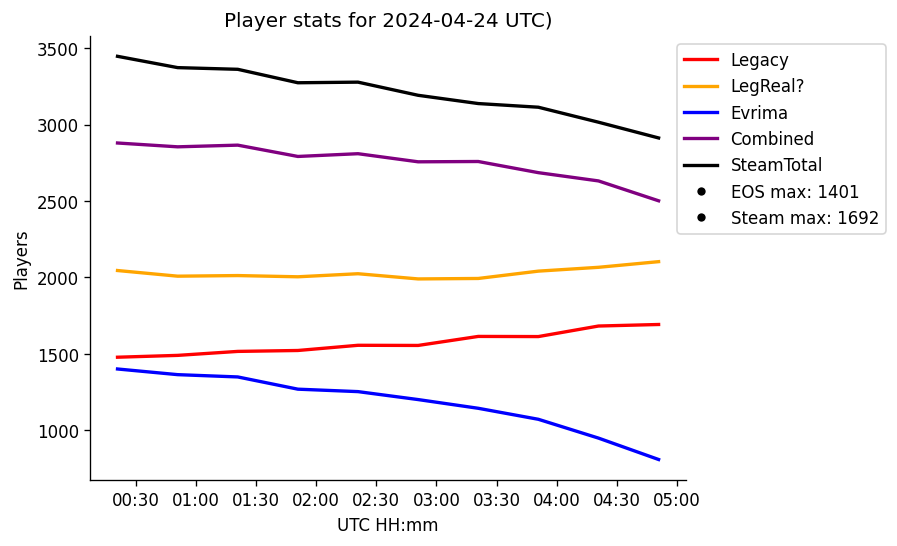 Player stats for 2024-04-24 UTC)
3500
3000
2500
2000
1500
1000
Players
00:30 01:00 01:30 02:00 02:30 03:00 03:30 04:00 04:30 05:00
UTC HH:mm
Legacy
LegReal?
Evrima
Combined
SteamTotal
EOS max: 1401
Steam max: 1692